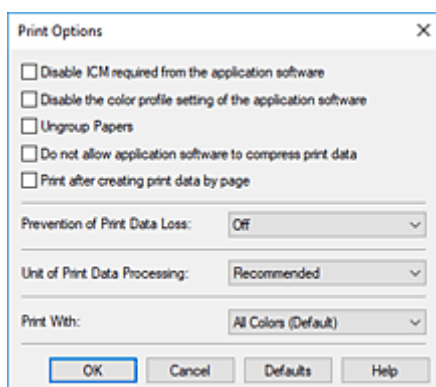 Print Options
Disable ICM required from the application software
Disable the color profile setting of the application software
Ungroup Papers
Do not allow application software to compress print data
Print after creating print data by page
Prevention of Print Data Loss: Off
Unit of Print Data Processing: Recommended
Print With: All Colors (Default)
OK Cancel Defaults Help